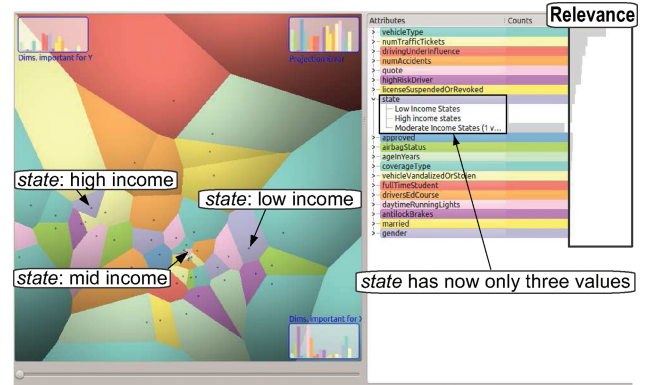 Dims. important for Y
Projection Error
state: high income
state: low income
state: mid income
Dims. important for X
Attributes
Counts
Relevance
vehicleType
numTrafficTickets
drivingUnderInfluence
numAccidents
quote
highRiskDriver
licenseSuspendedOrRevoked
state
Low Income States
High income states
Moderate Income States (1 v...
approved
airbagStatus
ageInYears
coverageType
vehicleVandalizedOrStolen
fullTimeStudent
driversEdCourse
daytimeRunningLights
antilockBrakes
married
gender
state has now only three values